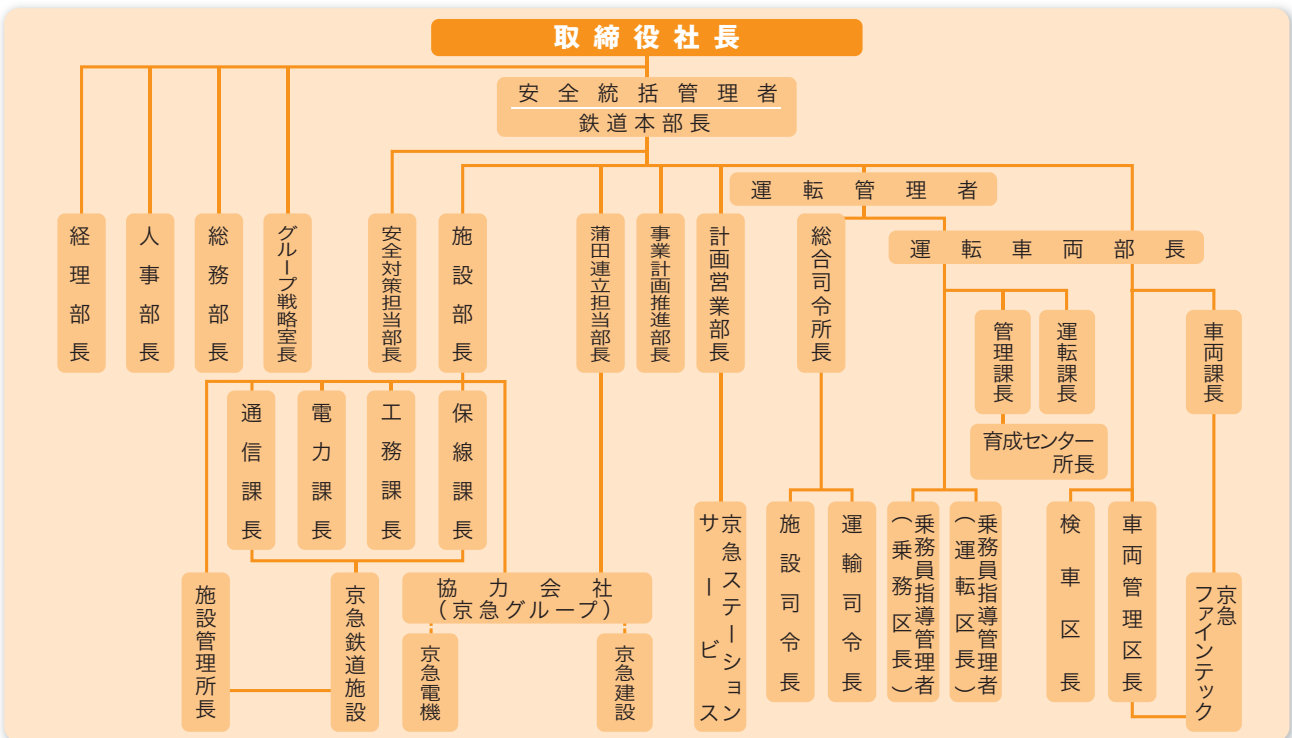 取締役社長
安全統括管理者
鉄道本部長
運転管理者
経理部長
人事部長
総務部長
グループ戦略室長
安全対策担当部長
施設部長
蒲田連立担当部長
事業計画推進部長
計画営業部長
総合司令所長
運転車両部長
管理課長
運転課長
車両課長
育成センター
所長
通信課長
電力課長
工務課長
保線課長
施設管理所長
京急鉄道施設
協力会社
（京急グループ）
京急電機
京急建設
京急ステーション
サービス
施設司令長
運輸司令長
乗務員指導管理者
（乗務区長）
乗務員指導管理者
（運転区長）
検車区長
車両管理区長
京急
ファインテック